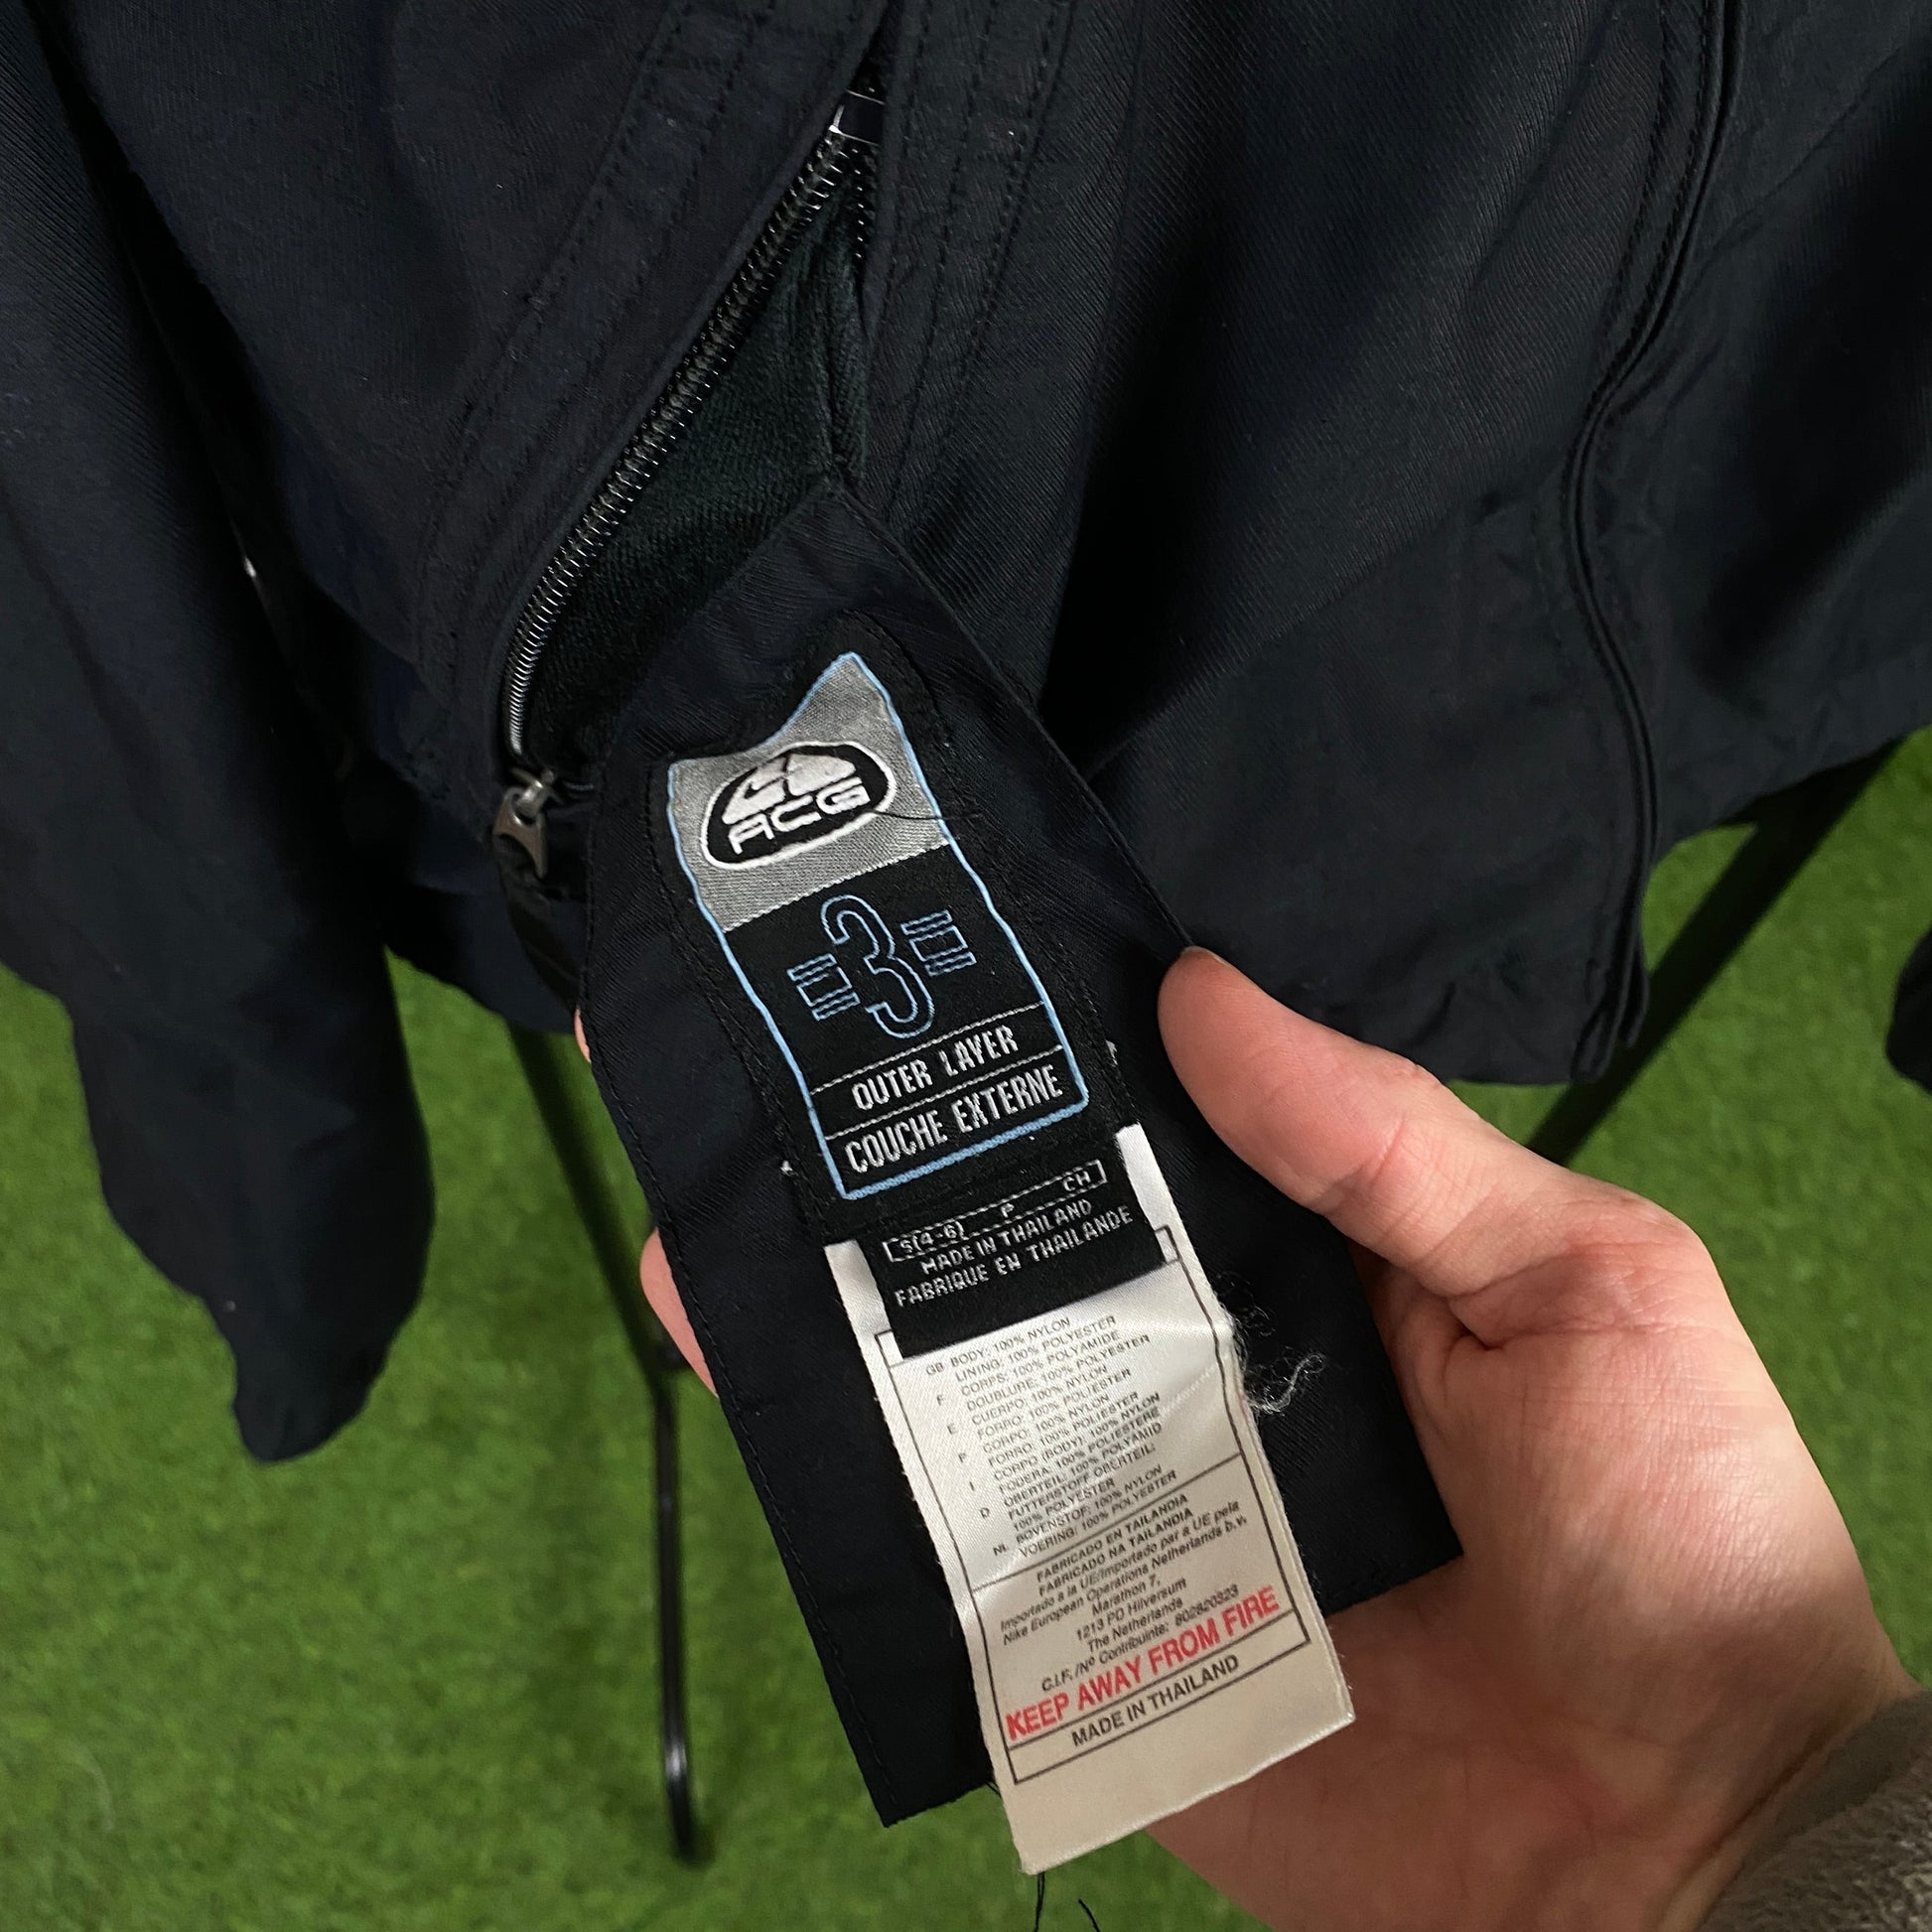 ACG
3
OUTER LAYER
COUCHE EXTERNE
S(4-6) P CH
MADE IN THAILAND
FABRIQUE EN THAILANDE
GB BODY: 100% NYLON
LINING: 100% POLYESTER
F CORPS: 100% POLYAMIDE
DOUBLURE: 100% POLYESTER
E CUERPO: 100% NYLON
FORRO: 100% POLIESTER
P CORPO: 100% NYLON
FORRO: 100% POLIESTER
I CORPO (BODY): 100% NYLON
FODERA: 100% POLIESTERE
D OBERTEIL: 100% POLYAMID
FUTTERSTOFF OBERTEIL:
100% POLYESTER
NL BOVENSTOF: 100% NYLON
VOERING: 100% POLYESTER
FABRICADO EN TAILANDIA
FABRICADO NA TAILANDIA
Importado a la UE/Importado para a UE pela
Nike European Operations Netherlands b.v.
Marathon 7,
1213 PD Hilversum
The Netherlands
C.I.F./Nº Contribuinte: 802820323
KEEP AWAY FROM FIRE
MADE IN THAILAND